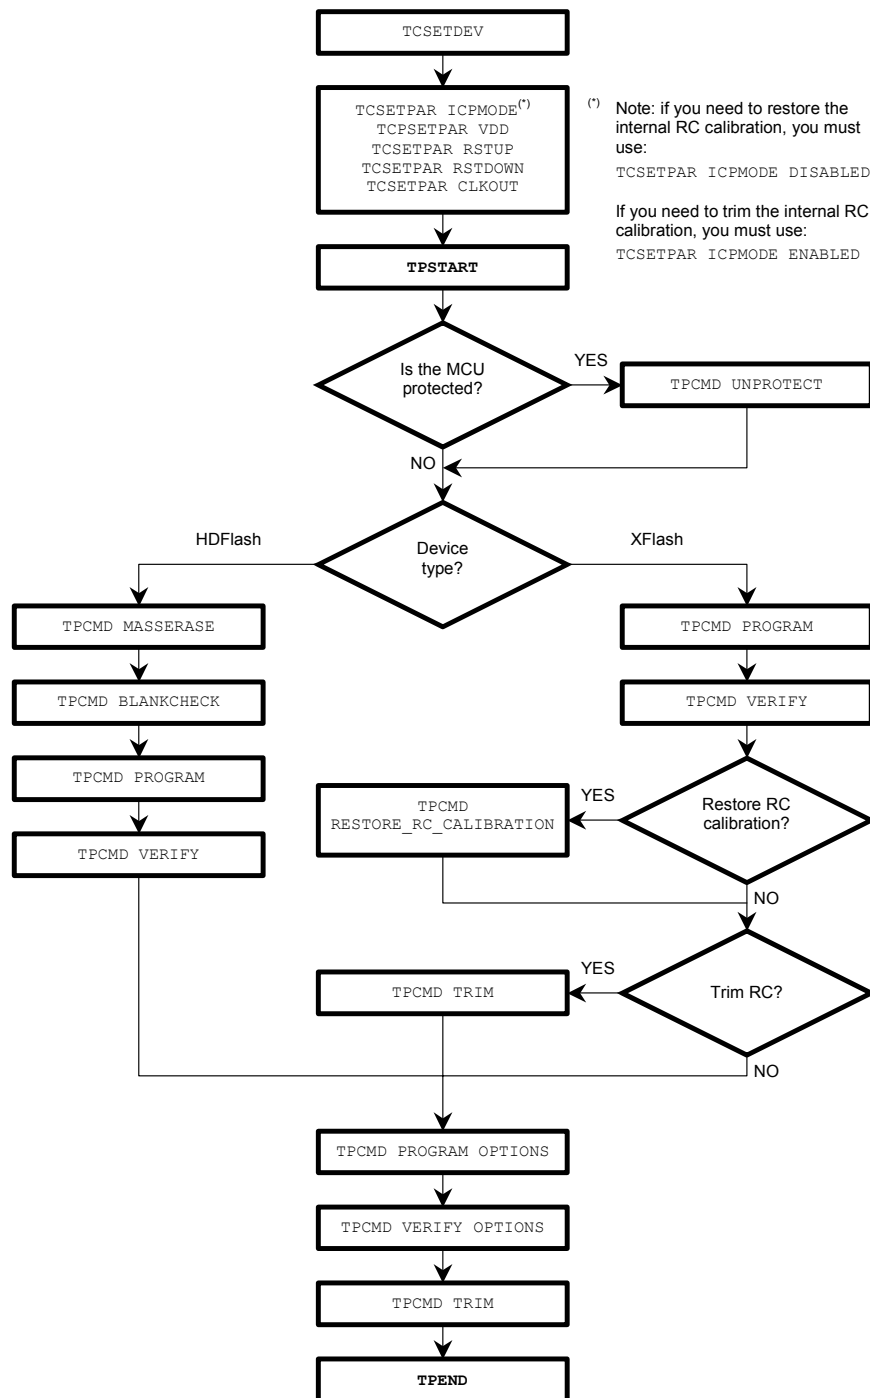 TCSETDEV
TCSETPAR ICPMODE(*)
TCPSETPAR VDD
TCSETPAR RSTUP
TCSETPAR RSTDOWN
TCSETPAR CLKOUT
(*) Note: if you need to restore the
internal RC calibration, you must
use:
TCSETPAR ICPMODE DISABLED
If you need to trim the internal RC
calibration, you must use:
TCSETPAR ICPMODE ENABLED
TPSTART
Is the MCU
protected?
YES
TPCMD UNPROTECT
NO
HDFlash
Device
type?
XFlash
TPCMD MASSERASE
TPCMD PROGRAM
TPCMD BLANKCHECK
TPCMD VERIFY
TPCMD PROGRAM
TPCMD
RESTORE_RC_CALIBRATION
YES
Restore RC
calibration?
TPCMD VERIFY
NO
TPCMD TRIM
YES
Trim RC?
NO
TPCMD PROGRAM OPTIONS
TPCMD VERIFY OPTIONS
TPCMD TRIM
TPEND